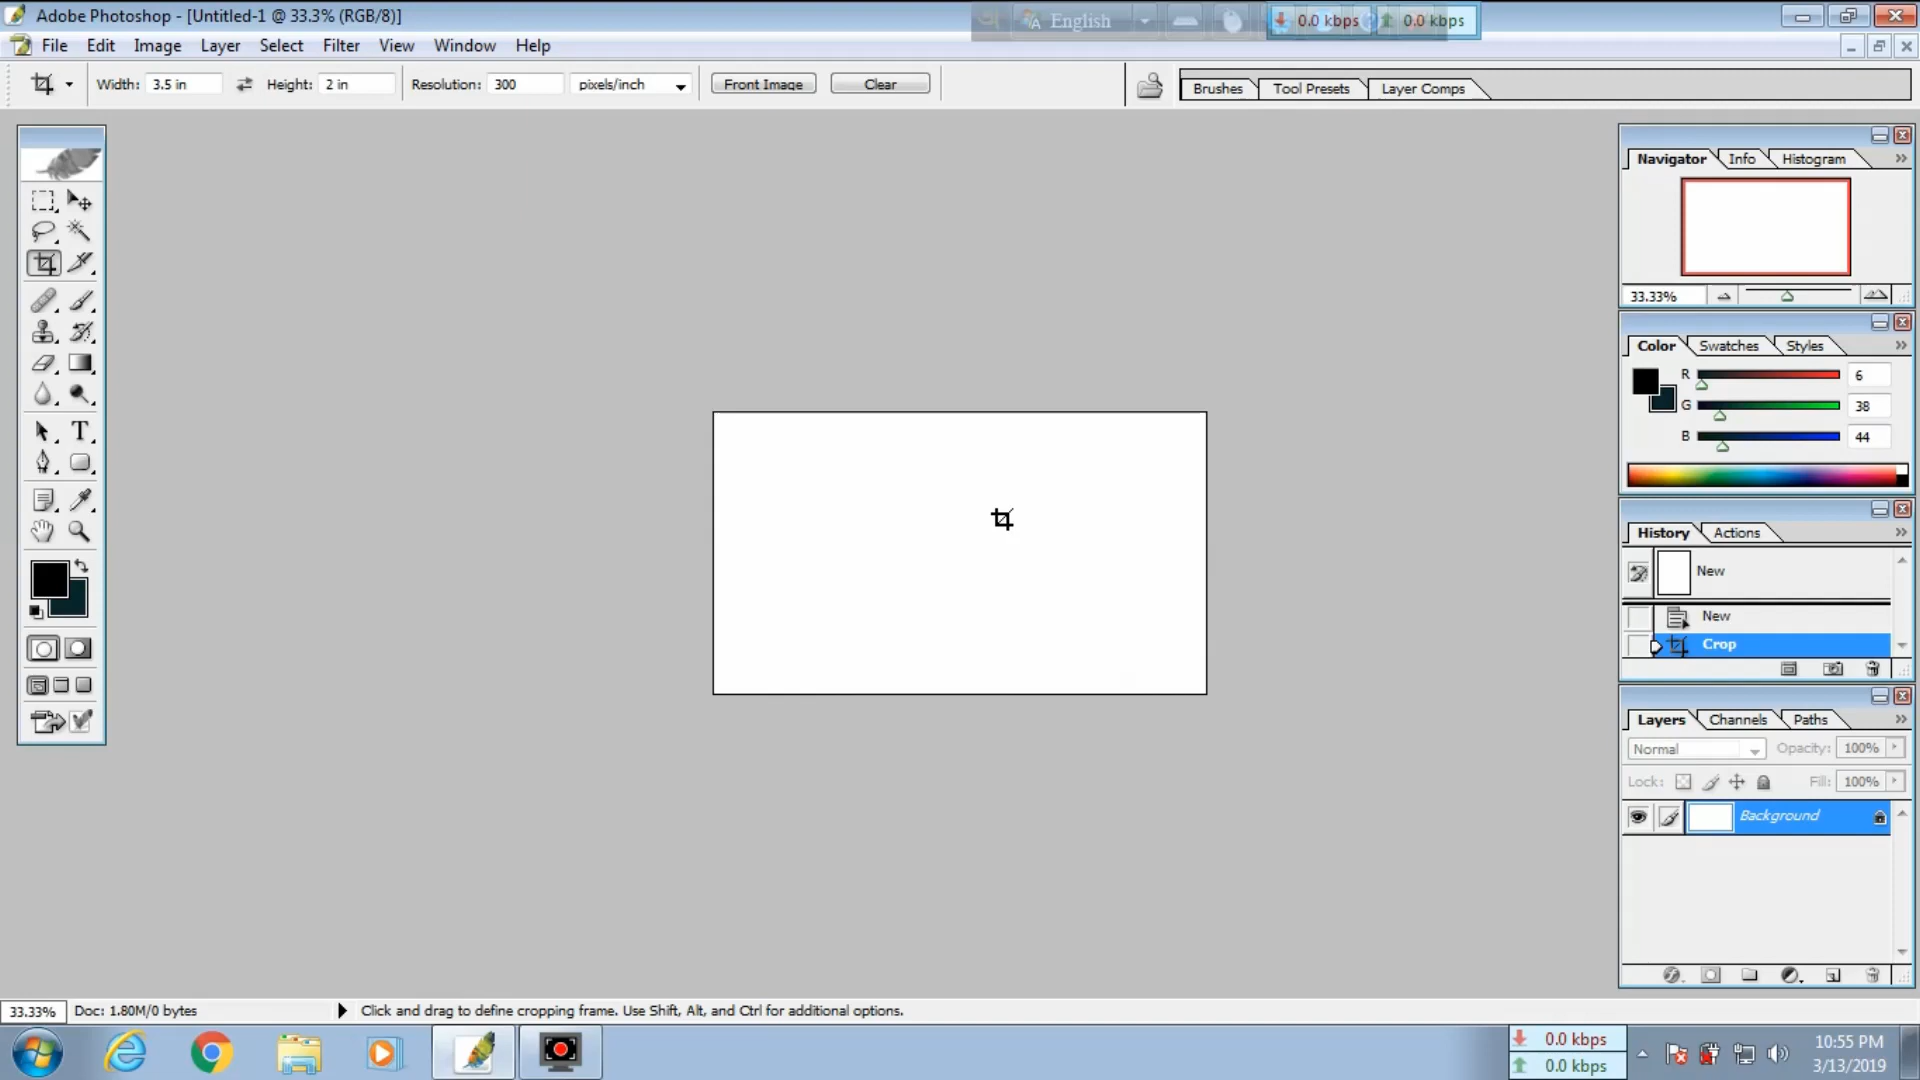 Adobe Photoshop - [Untitled-1 @ 33.3% (RGB/8)]
English
0.0 kbps
0.0 kbps
File Edit Image Layer Select Filter View Window Help
Width: 3.5 in Height: 2 in Resolution: 300 pixels/inch Front Image Clear
Brushes Tool Presets Layer Comps
Navigator Info Histogram
33.33%
Color Swatches Styles
R 6
G 38
B 44
History Actions
New
New
Crop
Layers Channels Paths
Normal Opacity: 100%
Lock: Fill: 100%
Background
33.33% Doc: 1.80M/0 bytes Click and drag to define cropping frame. Use Shift, Alt, and Ctrl for additional options.
0.0 kbps
0.0 kbps
10:55 PM
3/13/2019